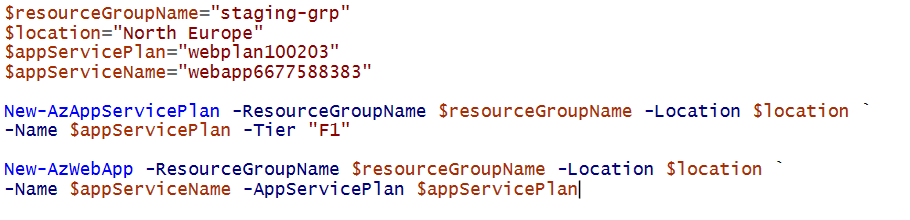 $resourceGroupName="staging-grp"
$location="North Europe"
$appServicePlan="webplan100203"
$appServiceName="webapp6677588383"
New-AzAppServicePlan -ResourceGroupName $resourceGroupName -Location $location `
-Name $appServicePlan -Tier "F1"
New-AzWebApp -ResourceGroupName $resourceGroupName -Location $location `
-Name $appServiceName -AppServicePlan $appServicePlan